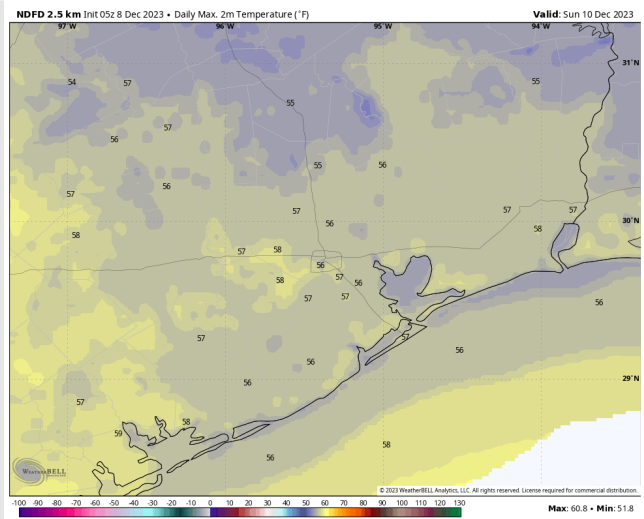 NDFD 2.5 km Init 05z 8 Dec 2023 • Daily Max. 2m Temperature (°F)
Valid: Sun 10 Dec 2023
97°W 96°W 95°W 94°W
31°N
54 57 55
55
57
56
55 56
56
57
57 57 57
56
58 58
57 58
56
58 57 56
57 57
56
57
57
56
56
29°N
56
57
58
59
58
56
30°N
WEATHERBELL
© 2023 WeatherBELL Analytics, LLC. All rights reserved. License required for commercial distribution.
-100 -90 -80 -70 -60 -50 -40 -30 -20 -10 0 10 20 30 40 50 60 70 80 90 100 110 120 130
Max: 60.8 • Min: 51.8